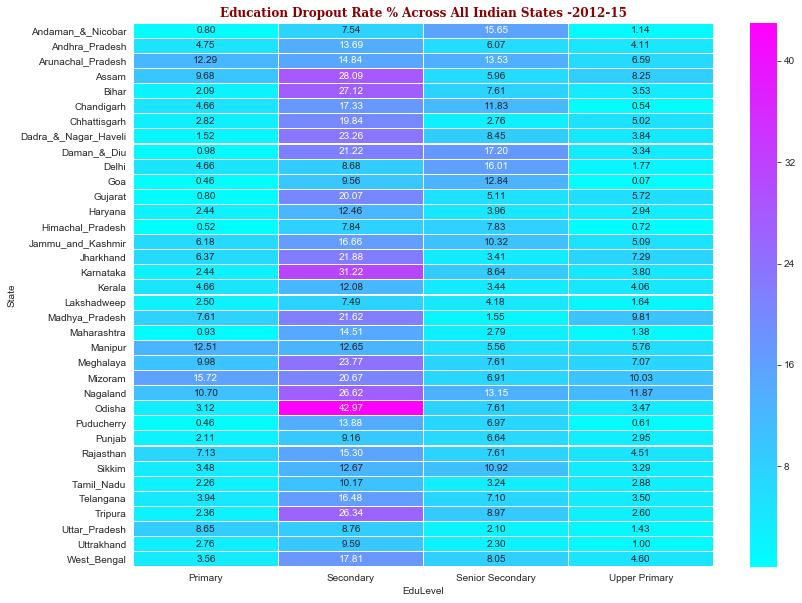 Education Dropout Rate % Across All Indian States -2012-15
State
Andaman_&_Nicobar 0.80 7.54 15.65 1.14
Andhra_Pradesh 4.75 13.69 6.07 4.11
Arunachal_Pradesh 12.29 14.84 13.53 6.59
Assam 9.68 28.09 5.96 8.25
Bihar 2.09 27.12 7.61 3.53
Chandigarh 4.66 17.33 11.83 0.54
Chhattisgarh 2.82 19.84 2.76 5.02
Dadra_&_Nagar_Haveli 1.52 23.26 8.45 3.84
Daman_&_Diu 0.98 21.22 17.20 3.34
Delhi 4.66 8.68 16.01 1.77
Goa 0.46 9.56 12.84 0.07
Gujarat 0.80 20.07 5.11 5.72
Haryana 2.44 12.46 3.96 2.94
Himachal_Pradesh 0.52 7.84 7.83 0.72
Jammu_and_Kashmir 6.18 16.66 10.32 5.09
Jharkhand 6.37 21.88 3.41 7.29
Karnataka 2.44 31.22 8.64 3.80
Kerala 4.66 12.08 3.44 4.06
Lakshadweep 2.50 7.49 4.18 1.64
Madhya_Pradesh 7.61 21.62 1.55 9.81
Maharashtra 0.93 14.51 2.79 1.38
Manipur 12.51 12.65 5.56 5.76
Meghalaya 9.98 23.77 7.61 7.07
Mizoram 15.72 20.67 6.91 10.03
Nagaland 10.70 26.62 13.15 11.87
Odisha 3.12 42.97 7.61 3.47
Puducherry 0.46 13.88 6.97 0.61
Punjab 2.11 9.16 6.64 2.95
Rajasthan 7.13 15.30 7.61 4.51
Sikkim 3.48 12.67 10.92 3.29
Tamil_Nadu 2.26 10.17 3.24 2.88
Telangana 3.94 16.48 7.10 3.50
Tripura 2.36 26.34 8.97 2.60
Uttar_Pradesh 8.65 8.76 2.10 1.43
Uttrakhand 2.76 9.59 2.30 1.00
West_Bengal 3.56 17.81 8.05 4.60
Primary Secondary Senior Secondary Upper Primary
EduLevel
40
32
24
16
8